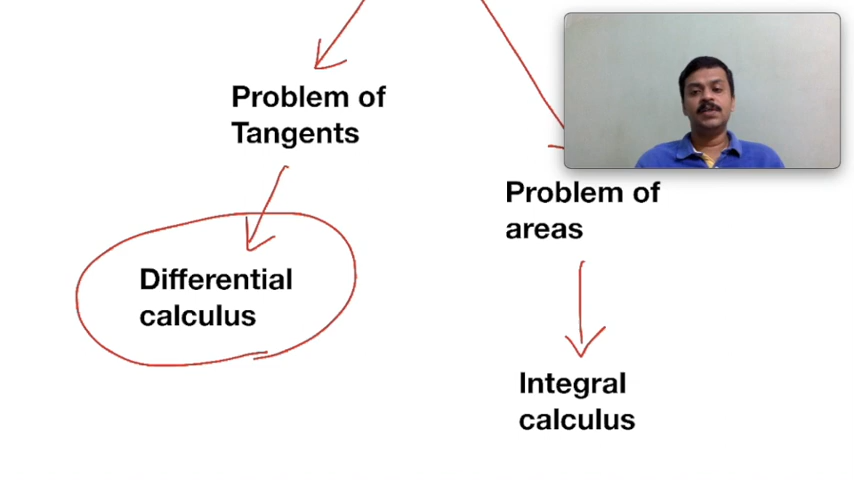 Problem of
Tangents
Problem of
areas
Differential
calculus
Integral
calculus